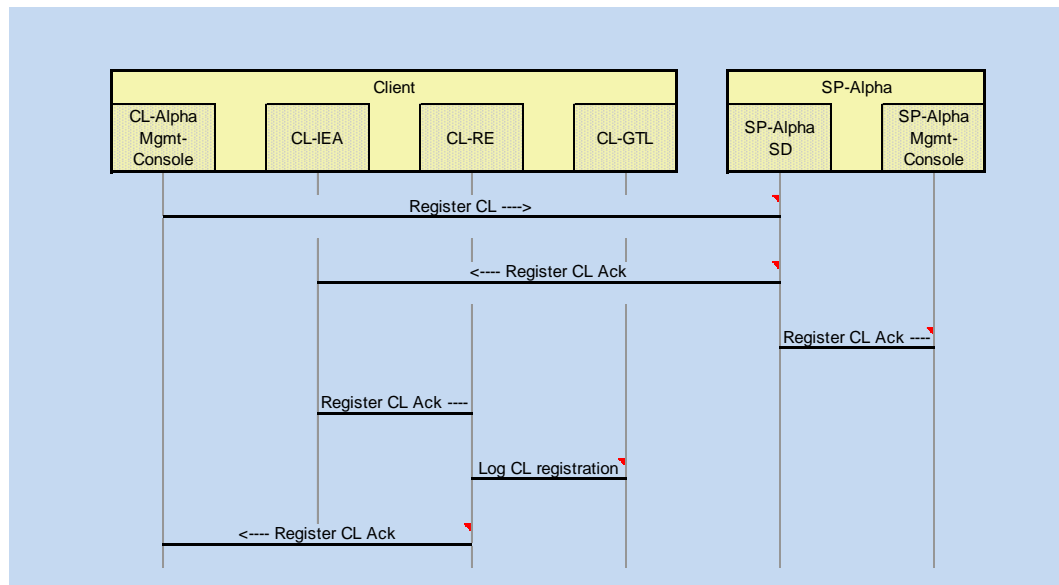 Client
SP-Alpha
CL-Alpha
Mgmt-
Console
CL-IEA
CL-RE
CL-GTL
SP-Alpha
SD
SP-Alpha
Mgmt-
Console
Register CL ---->
<---- Register CL Ack
Register CL Ack ----
Register CL Ack ----
Log CL registration
<---- Register CL Ack